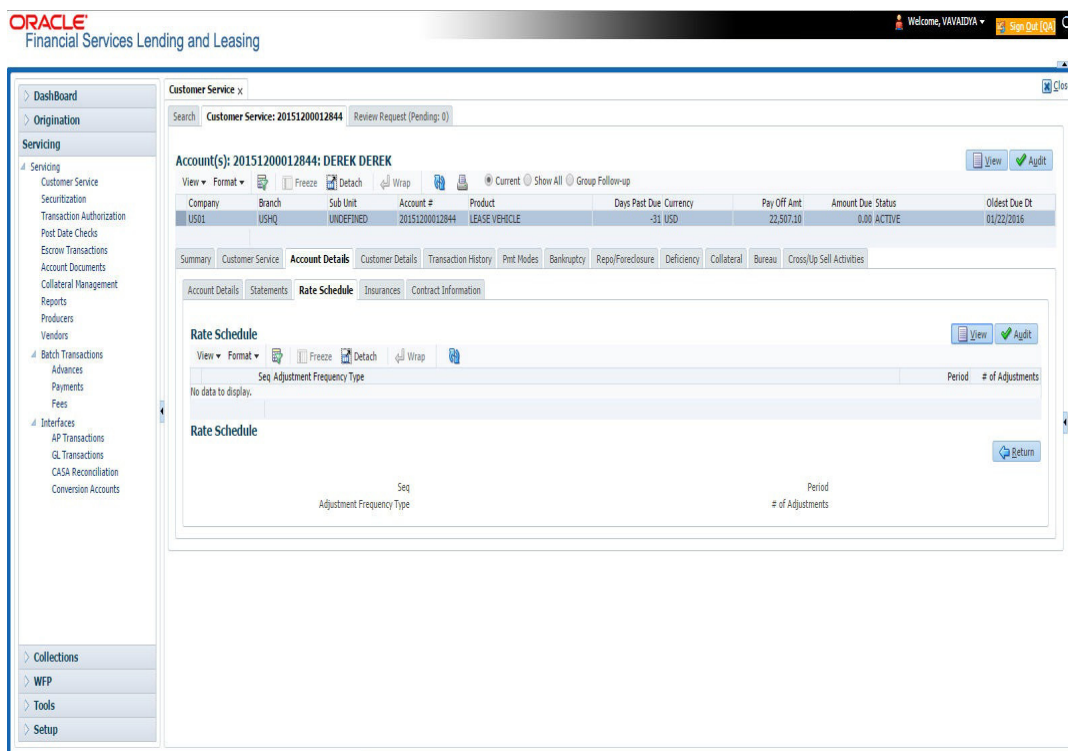 ORACLE
Financial Services Lending and Leasing
Welcome, VAVAIDYA
Sign Out [QA]
DashBoard
Origination
Servicing
Servicing
Customer Service
Securitization
Transaction Authorization
Post Date Checks
Escrow Transactions
Account Documents
Collateral Management
Reports
Producers
Vendors
Batch Transactions
Advances
Payments
Fees
Interfaces
AP Transactions
GL Transactions
CASA Reconciliation
Conversion Accounts
Collections
WFP
Tools
Setup
Customer Service x
Clos
Search Customer Service: 20151200012844 Review Request (Pending: 0)
Account(s): 20151200012844: DEREK DEREK
View Audit
View Format Freeze Detach Wrap Current Show All Group Follow-up
Company Branch Sub Unit Account # Product Days Past Due Currency Pay Off Amt Amount Due Status Oldest Due Dt
US01 USHQ UNDEFINED 20151200012844 LEASE VEHICLE -31 USD 22,507.10 0.00 ACTIVE 01/22/2016
Summary Customer Service Account Details Customer Details Transaction History Pmt Modes Bankruptcy Repo/Foreclosure Deficiency Collateral Bureau Cross/Up Sell Activities
Account Details Statements Rate Schedule Insurances Contract Information
Rate Schedule
View Audit
View Format Freeze Detach Wrap
Seq Adjustment Frequency Type Period # of Adjustments
No data to display.
Rate Schedule
Return
Seq Period
Adjustment Frequency Type # of Adjustments